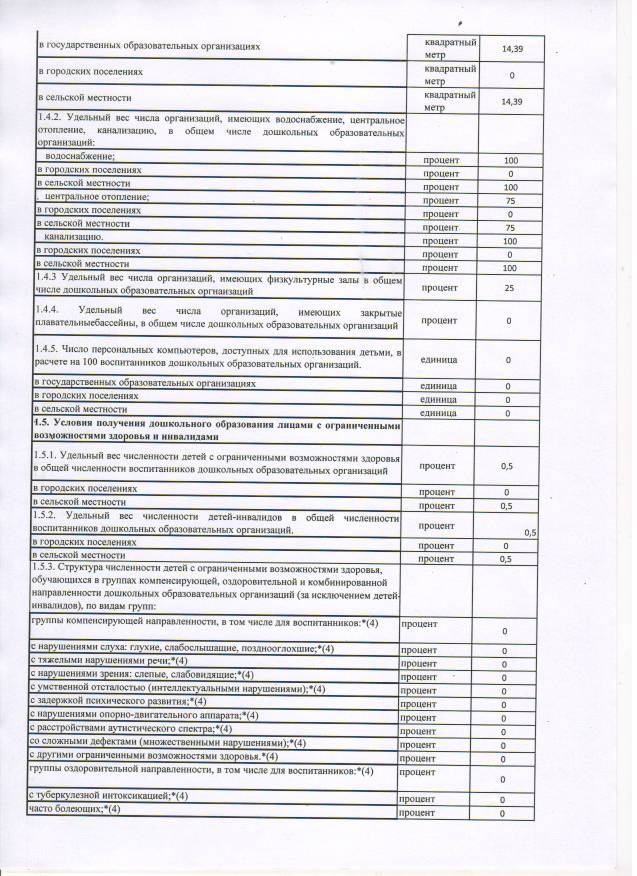 в государственных образовательных организациях квадратный метр 14,39
в городских поселениях квадратный метр 0
в сельской местности квадратный метр 14,39
1.4.2. Удельный вес числа организаций, имеющих водоснабжение, центральное
отопление, канализацию, в общем числе дошкольных образовательных
организаций:
водоснабжение; процент 100
в городских поселениях процент 0
в сельской местности процент 100
центральное отопление; процент 75
в городских поселениях процент 0
в сельской местности процент 75
канализацию. процент 100
в городских поселениях процент 0
в сельской местности процент 100
1.4.3 Удельный вес числа организаций, имеющих физкультурные залы в общем
числе дошкольных образовательных оргнаизаций процент 25
1.4.4. Удельный вес числа организаций, имеющих закрытые
плавательныебассейны, в общем числе дошкольных образовательных организаций процент 0
1.4.5. Число персональных компьютеров, доступных для использования детьми, в
расчете на 100 воспитанников дошкольных образовательных организаций. единица 0
в государственных образовательных организациях единица 0
в городских поселениях единица 0
в сельской местности единица 0
1.5. Условия получения дошкольного образования лицами с ограниченными
возможностями здоровья и инвалидами
1.5.1. Удельный вес численности детей с ограниченными возможностями здоровья
в общей численности воспитанников дошкольных образовательных организаций процент 0,5
в городских поселениях процент 0
в сельской местности процент 0,5
1.5.2. Удельный вес численности детей-инвалидов в общей численности
воспитанников дошкольных образовательных организаций. процент 0,5
в городских поселениях процент 0
в сельской местности процент 0,5
1.5.3. Структура численности детей с ограниченными возможностями здоровья,
обучающихся в группах компенсирующей, оздоровительной и комбинированной
направленности дошкольных образовательных организаций (за исключением детей-
инвалидов), по видам групп:
группы компенсирующей направленности, в том числе для воспитанников:*(4) процент 0
с нарушениями слуха: глухие, слабослышащие, позднооглохшие;*(4) процент 0
с тяжелыми нарушениями речи;*(4) процент 0
с нарушениями зрения: слепые, слабовидящие;*(4) процент 0
с умственной отсталостью (интеллектуальными нарушениями);*(4) процент 0
с задержкой психического развития;*(4) процент 0
с нарушениями опорно-двигательного аппарата;*(4) процент 0
с расстройствами аутистического спектра;*(4) процент 0
со сложными дефектами (множественными нарушениями);*(4) процент 0
с другими ограниченными возможностями здоровья.*(4) процент 0
группы оздоровительной направленности, в том числе для воспитанников:*(4) процент 0
с туберкулезной интоксикацией;*(4) процент 0
часто болеющих;*(4) процент 0